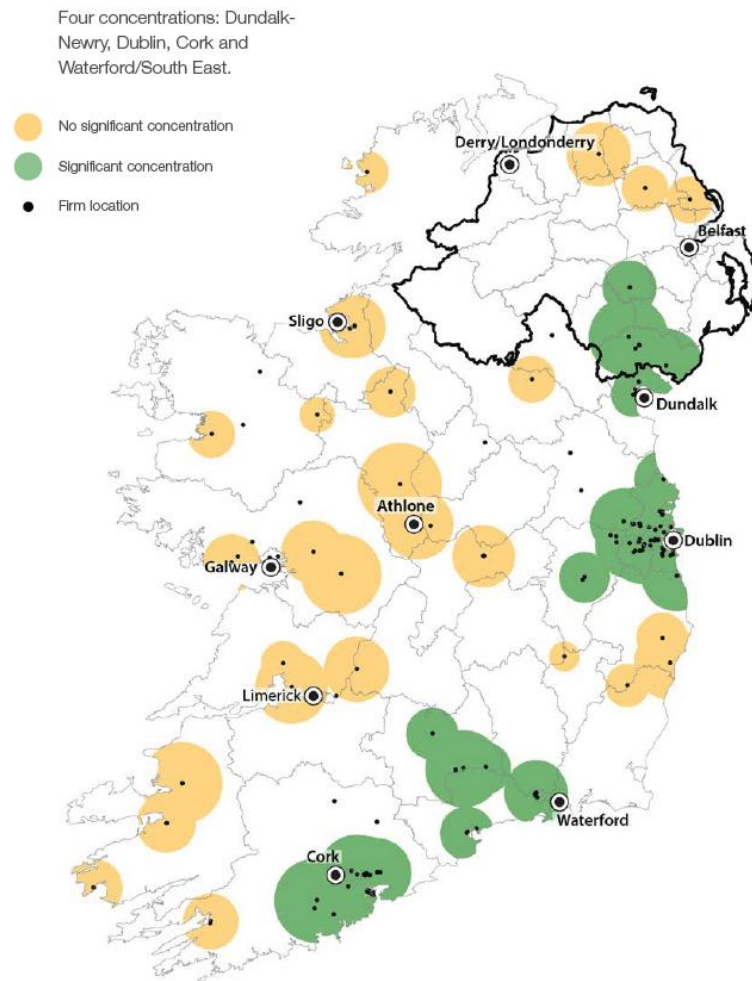 Four concentrations: Dundalk-
Newry, Dublin, Cork and
Waterford/South East.
No significant concentration
Significant concentration
Firm location
Derry/Londonderry
Belfast
Sligo
Dundalk
Athlone
Dublin
Galway
Limerick
Waterford
Cork